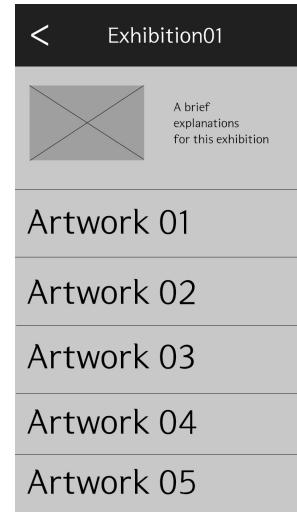 < Exhibition01
A brief
explanations
for this exhibition
Artwork 01
Artwork 02
Artwork 03
Artwork 04
Artwork 05